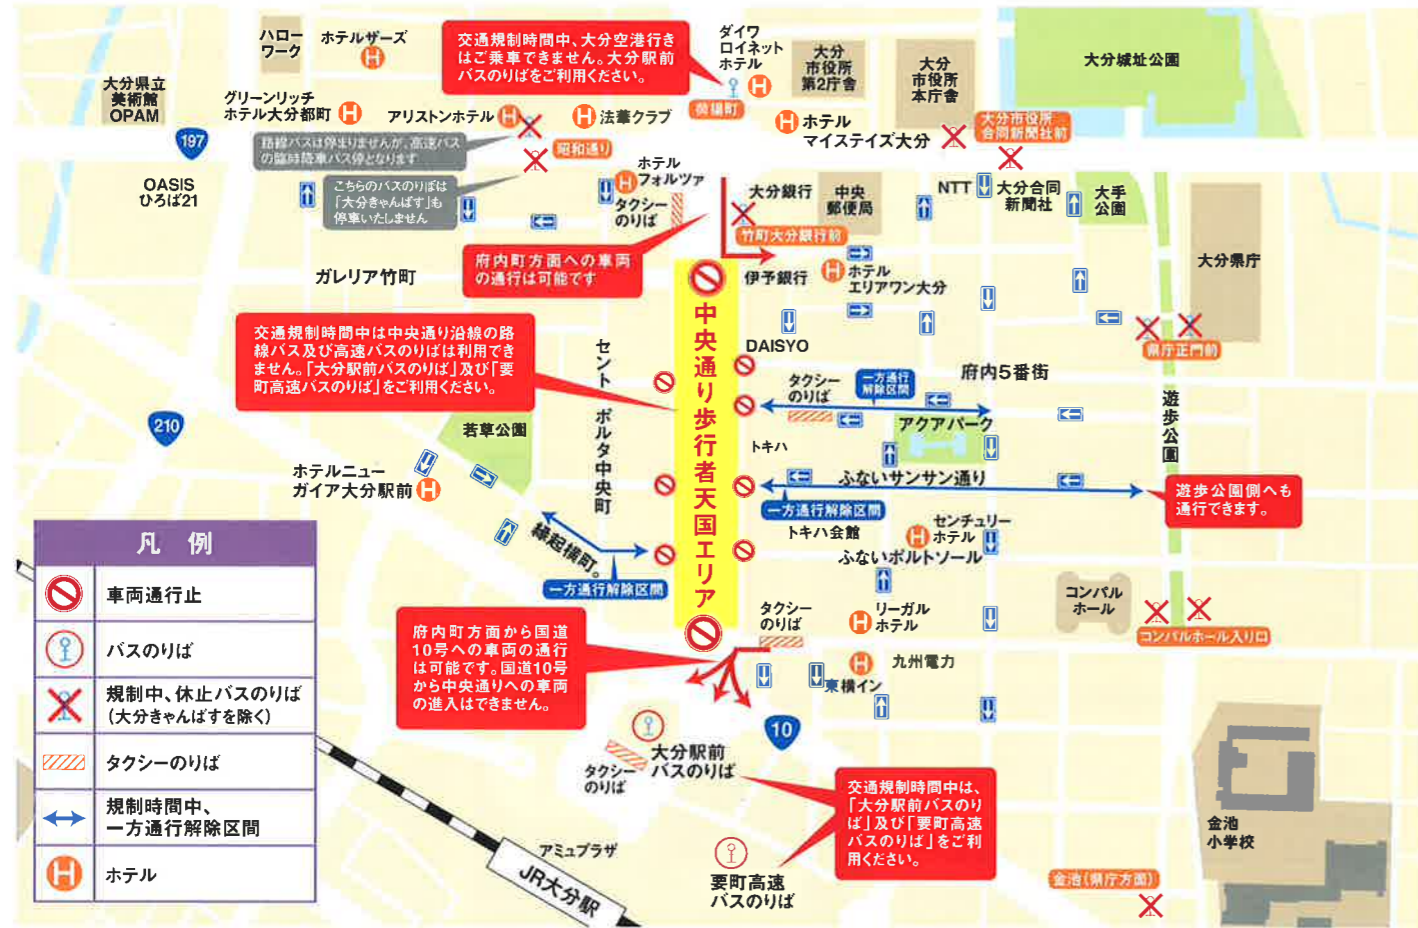 ハロー
ワーク
ホテルザーズ
交通規制時間中、大分空港行き
はご乗車できません。大分駅前
バスのりばをご利用ください。
ダイワ
ロイネット
ホテル
大分
市役所
第2庁舎
大分
市役所
本庁舎
大分城址公園
大分県立
美術館
OPAM
グリーンリッチ
ホテル大分都町
アリストンホテル
法華クラブ
荷揚町
ホテル
マイステイズ大分
大分市役所
合同新聞社前
197
路線バスは停まりませんが、高速バス
の臨時降車バス停となります
昭和通り
OASIS
ひろば21
こちらのバスのりばは
「大分きゃんばす」も
停車いたしません
ホテル
フォルツァ
タクシー
のりば
大分銀行
中央
郵便局
NTT
大分合同
新聞社
大手
公園
竹町大分銀行前
府内町方面への車両
の通行は可能です
ガレリア竹町
伊予銀行
ホテル
エリアワン大分
大分県庁
県庁正門前
交通規制時間中は中央通り沿線の路
線バス及び高速バスのりばは利用でき
ません。「大分駅前バスのりば」及び「要
町高速バスのりば」をご利用ください。
セントポルタ中央町
中央通り歩行者天国エリア
DAISYO
タクシー
のりば
一方通行
解除区間
府内5番街
遊歩公園
210
若草公園
アクアパーク
トキハ
ホテルニュー
ガイア大分駅前
ふないサンサン通り
一方通行解除区間
遊歩公園側へも
通行できます。
トキハ会館
センチュリー
ホテル
ふないボルトソール
縁起横町。
一方通行解除区間
コンパル
ホール
コンパルホール入り口
タクシー
のりば
リーガル
ホテル
府内町方面から国道
10号への車両の通行
は可能です。国道10号
から中央通りへの車両
の進入はできません。
九州電力
東横イン
10
大分駅前
バスのりば
タクシー
のりば
交通規制時間中は、
「大分駅前バスのり
ば」及び「要町高速
バスのりば」をご利
用ください。
アミュプラザ
JR大分駅
要町高速
バスのりば
金池
小学校
金池(県庁方面)
凡例
車両通行止
バスのりば
規制中、休止バスのりば
(大分きゃんばすを除く)
タクシーのりば
規制時間中、
一方通行解除区間
H ホテル